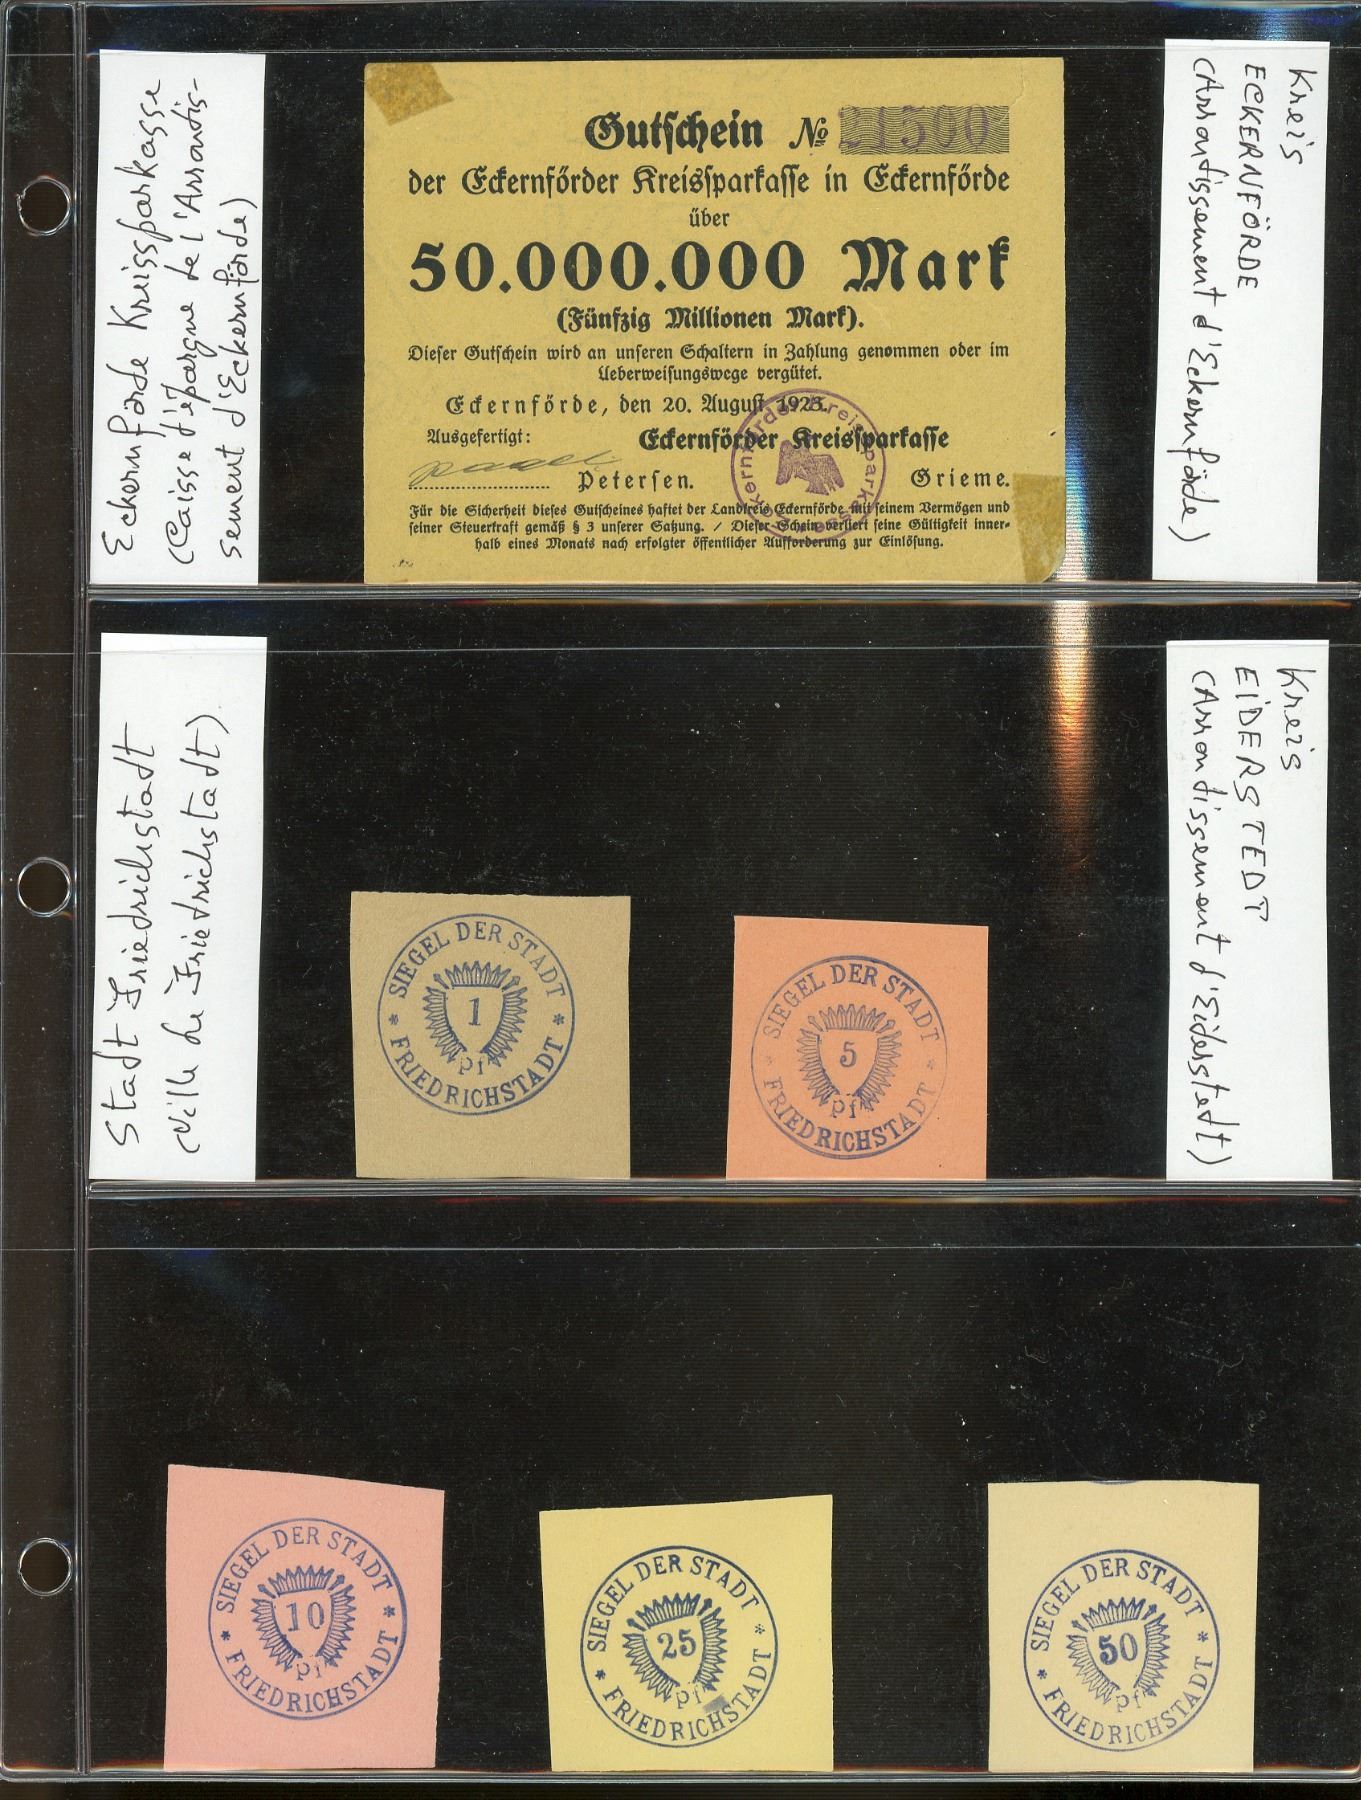 Eckernförde Kreissparkasse
(Caisse d'épargne de l'Arrondis-
sement d'Eckernförde)
Gutschein № 21500
der Eckernförder Kreissparkasse in Eckernförde
über
50.000.000 Mark
(Fünfzig Millionen Mark).
Dieser Gutschein wird an unseren Schaltern in Zahlung genommen oder im
Ueberweisungswege vergütet.
Eckernförde, den 20. August 1923.
Ausgefertigt:
Eckernförder Kreissparkasse
Petersen.
Grieme.
Für die Sicherheit dieses Gutscheines haftet der Landkreis Eckernförde mit seinem Vermögen und
seiner Steuerkraft gemäß § 3 unserer Satzung. / Dieser Schein verliert seine Gültigkeit inner-
halb eines Monats nach erfolgter öffentlicher Aufforderung zur Einlösung.
Eckernförder Kreissparkasse
Kreis
ECKERNFÖRDE
(Arrondissement d'Eckernförde)
Stadt Friedrichstadt
(Ville de Friedrichstadt)
SIEGEL DER STADT
1
pf
* FRIEDRICHSTADT *
SIEGEL DER STADT
5
pf
* FRIEDRICHSTADT *
Kreis
EIDERSTEDT
(Arrondissement d'Eiderstedt)
SIEGEL DER STADT
10
pf
* FRIEDRICHSTADT *
SIEGEL DER STADT
25
pf
* FRIEDRICHSTADT *
SIEGEL DER STADT
50
pf
* FRIEDRICHSTADT *